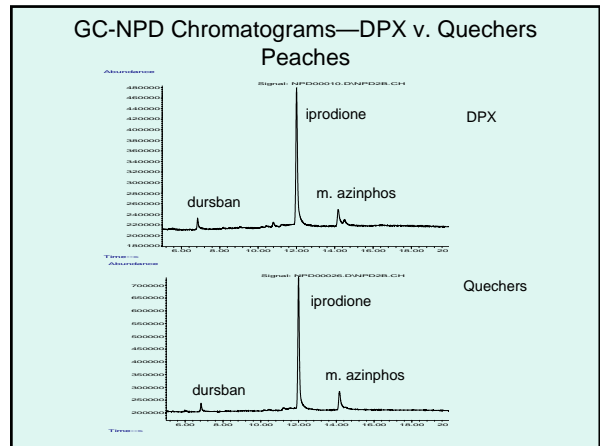 GC-NPD Chromatograms—DPX v. Quechers
Peaches
Abundance
Signal: NPD00010.D\NPD2B.CH
480000
460000
440000
420000
400000
380000
360000
340000
320000
300000
280000
260000
240000
220000
200000
180000
iprodione
DPX
dursban
m. azinphos
6.00 8.00 10.00 12.00 14.00 16.00 18.00 20
Time-->
Abundance
Signal: NPD00026.D\NPD2B.CH
700000
650000
600000
550000
500000
450000
400000
350000
300000
250000
200000
iprodione
Quechers
dursban
m. azinphos
6.00 8.00 10.00 12.00 14.00 16.00 18.00 20
Time-->